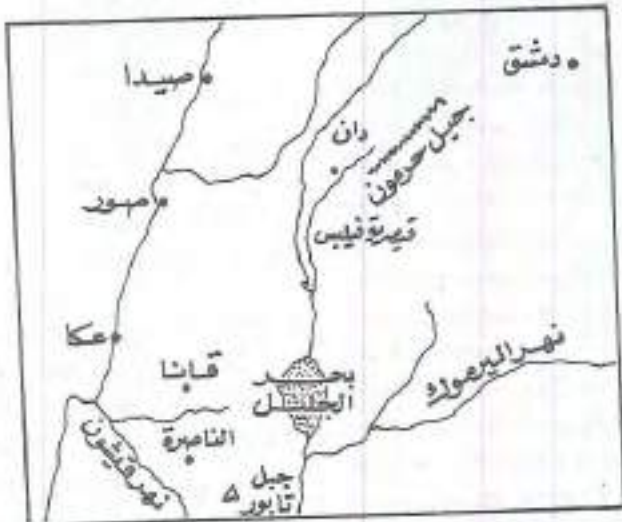 دمشق
صيدا
دان
جبل حرمون
صور
قيصرية فيلبس
عكا
قانا
بحر
الجليل
نهر اليرموك
الناصرة
نهر قيشون
جبل
تابور